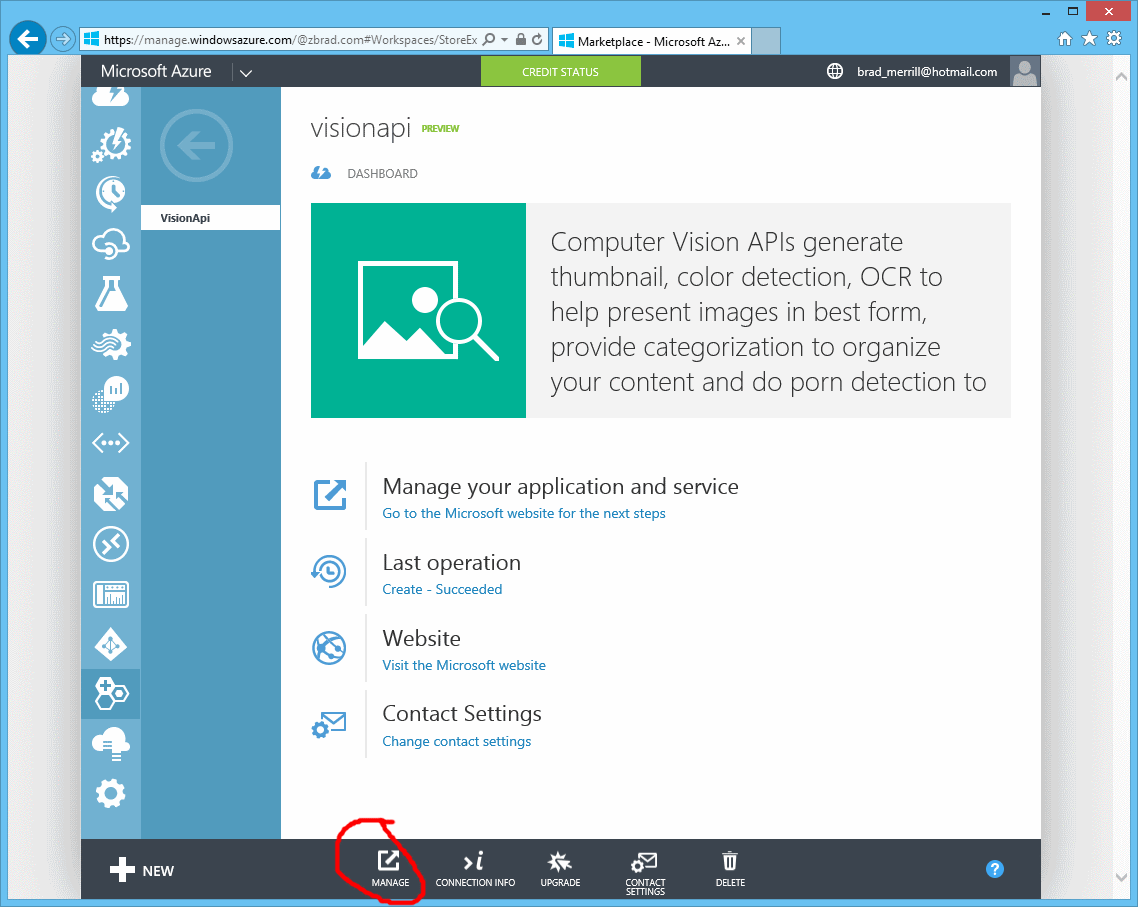 https://manage.windowsazure.com/@zbrad.com#Workspaces/StoreEx
Marketplace - Microsoft Az...
Microsoft Azure
CREDIT STATUS
brad_merrill@hotmail.com
visionapi PREVIEW
DASHBOARD
VisionApi
Computer Vision APIs generate
thumbnail, color detection, OCR to
help present images in best form,
provide categorization to organize
your content and do porn detection to
Manage your application and service
Go to the Microsoft website for the next steps
Last operation
Create - Succeeded
Website
Visit the Microsoft website
Contact Settings
Change contact settings
NEW
MANAGE
CONNECTION INFO
UPGRADE
CONTACT
SETTINGS
DELETE
?